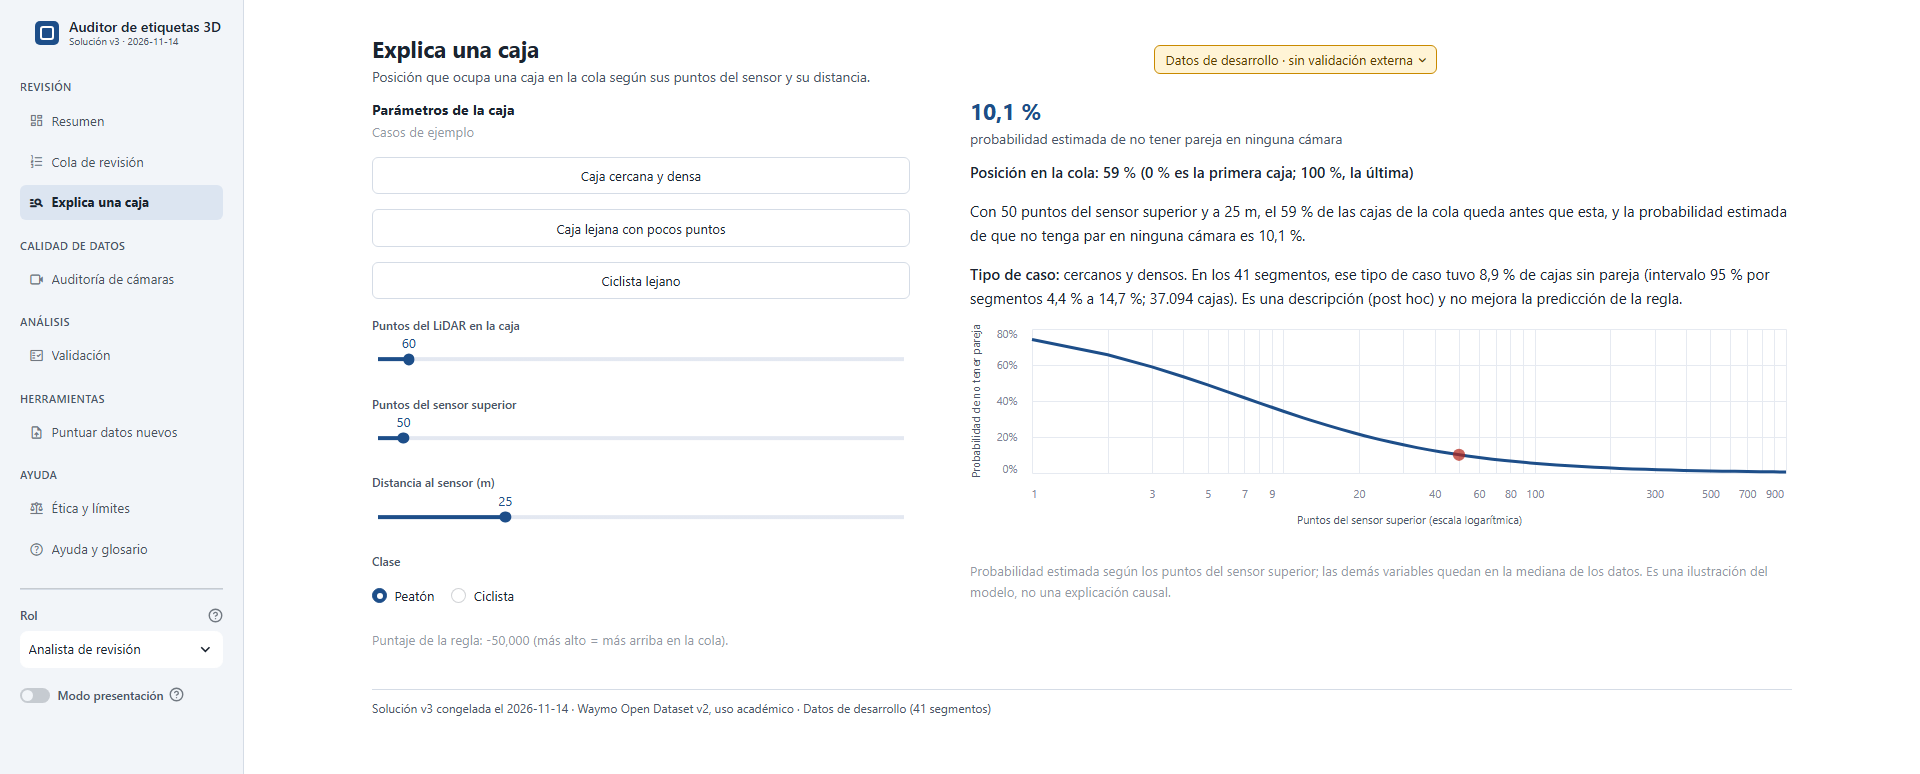 Auditor de etiquetas 3D
Solución v3 · 2026-11-14
REVISIÓN
Resumen
Cola de revisión
Explica una caja
CALIDAD DE DATOS
Auditoría de cámaras
ANÁLISIS
Validación
HERRAMIENTAS
Puntuar datos nuevos
AYUDA
Ética y límites
Ayuda y glosario
Rol
Analista de revisión
Modo presentación
Explica una caja
Posición que ocupa una caja en la cola según sus puntos del sensor y su distancia.
Datos de desarrollo · sin validación externa
Parámetros de la caja
Casos de ejemplo
Caja cercana y densa
Caja lejana con pocos puntos
Ciclista lejano
Puntos del LiDAR en la caja
60
Puntos del sensor superior
50
Distancia al sensor (m)
25
Clase
Peatón
Ciclista
Puntaje de la regla: -50,000 (más alto = más arriba en la cola).
10,1 %
probabilidad estimada de no tener pareja en ninguna cámara
Posición en la cola: 59 % (0 % es la primera caja; 100 %, la última)
Con 50 puntos del sensor superior y a 25 m, el 59 % de las cajas de la cola queda antes que esta, y la probabilidad estimada
de que no tenga par en ninguna cámara es 10,1 %.
Tipo de caso: cercanos y densos. En los 41 segmentos, ese tipo de caso tuvo 8,9 % de cajas sin pareja (intervalo 95 % por
segmentos 4,4 % a 14,7 %; 37.094 cajas). Es una descripción (post hoc) y no mejora la predicción de la regla.
Probabilidad de no tener pareja
80%
60%
40%
20%
0%
1 3 5 7 9 20 40 60 80 100 300 500 700 900
Puntos del sensor superior (escala logarítmica)
Probabilidad estimada según los puntos del sensor superior; las demás variables quedan en la mediana de los datos. Es una ilustración del
modelo, no una explicación causal.
Solución v3 congelada el 2026-11-14 · Waymo Open Dataset v2, uso académico · Datos de desarrollo (41 segmentos)